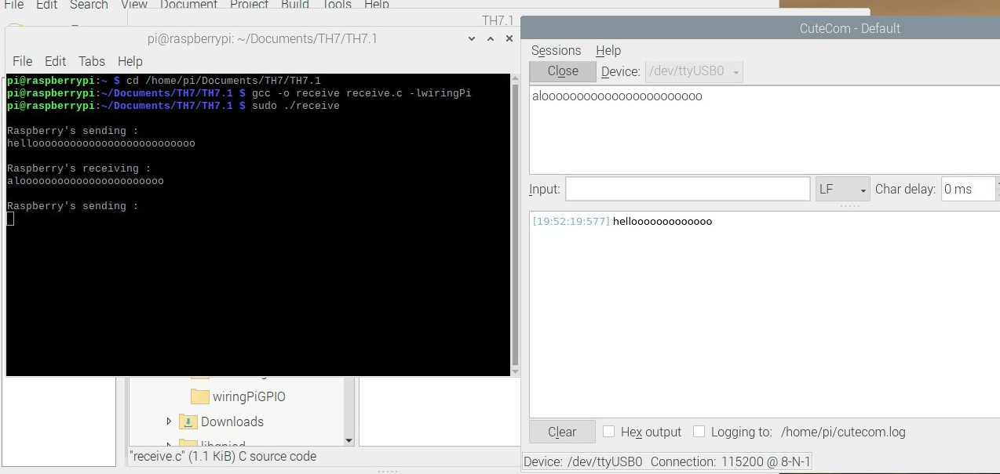 File Edit Search View Document Project Build Tools Help
TH7.1
pi@raspberrypi: ~/Documents/TH7/TH7.1
File Edit Tabs Help
pi@raspberrypi:~ $ cd /home/pi/Documents/TH7/TH7.1
pi@raspberrypi:~/Documents/TH7/TH7.1 $ gcc -o receive receive.c -lwiringPi
pi@raspberrypi:~/Documents/TH7/TH7.1 $ sudo ./receive
Raspberry's sending :
helloooooooooooooooooooooooooo
Raspberry's receiving :
alooooooooooooooooooooooo
Raspberry's sending :
wiringPiGPIO
Downloads
libgpiod
"receive.c" (1.1 KiB) C source code
CuteCom - Default
Sessions Help
Close Device: /dev/ttyUSB0
alooooooooooooooooooooooo
Input: LF Char delay: 0 ms
[19:52:19:577] helloooooooooooooo
Clear Hex output Logging to: /home/pi/cutecom.log
Device: /dev/ttyUSB0 Connection: 115200 @ 8-N-1